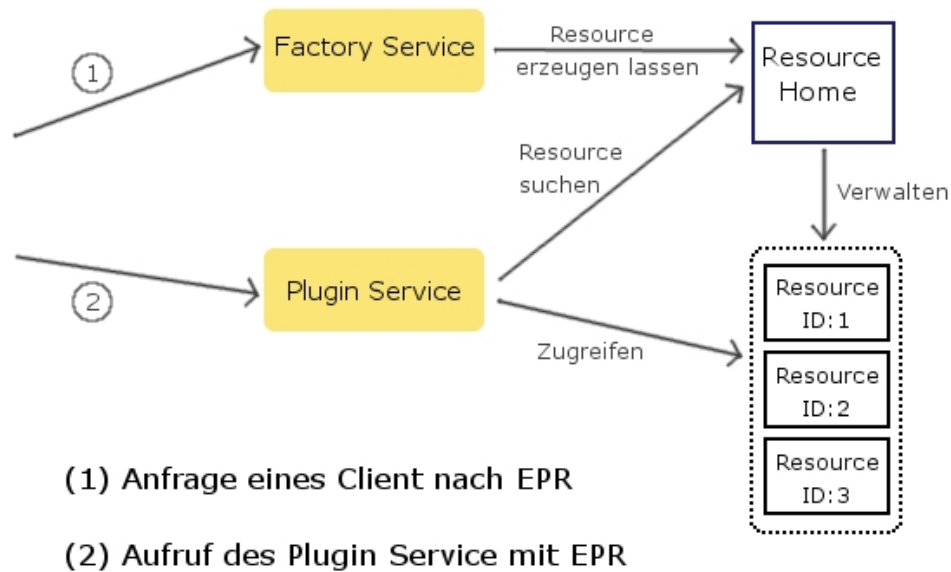 Factory Service
Resource
erzeugen lassen
Resource
Home
1
Resource
suchen
Verwalten
2
Plugin Service
Zugreifen
Resource
ID:1
Resource
ID:2
Resource
ID:3
(1) Anfrage eines Client nach EPR
(2) Aufruf des Plugin Service mit EPR